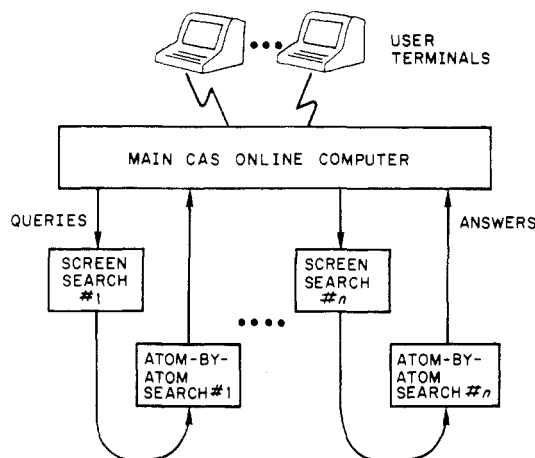 USER
TERMINALS
MAIN CAS ONLINE COMPUTER
QUERIES
ANSWERS
SCREEN
SEARCH
#1
SCREEN
SEARCH
#n
ATOM-BY-
ATOM
SEARCH #1
ATOM-BY-
ATOM
SEARCH #n